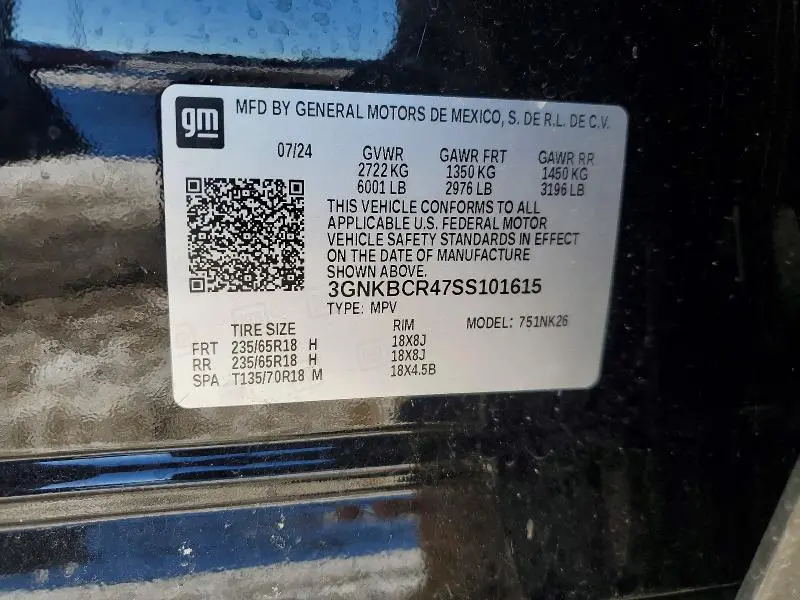 gm
MFD BY GENERAL MOTORS DE MEXICO, S. DE R.L. DE C.V.
07/24 GVWR GAWR FRT GAWR RR
2722 KG 1350 KG 1450 KG
6001 LB 2976 LB 3196 LB
THIS VEHICLE CONFORMS TO ALL
APPLICABLE U.S. FEDERAL MOTOR
VEHICLE SAFETY STANDARDS IN EFFECT
ON THE DATE OF MANUFACTURE
SHOWN ABOVE.
3GNKBCR47SS101615
TYPE: MPV MODEL: 751NK26
TIRE SIZE RIM
FRT 235/65R18 H 18X8J
RR 235/65R18 H 18X8J
SPA T135/70R18 M 18X4.5B